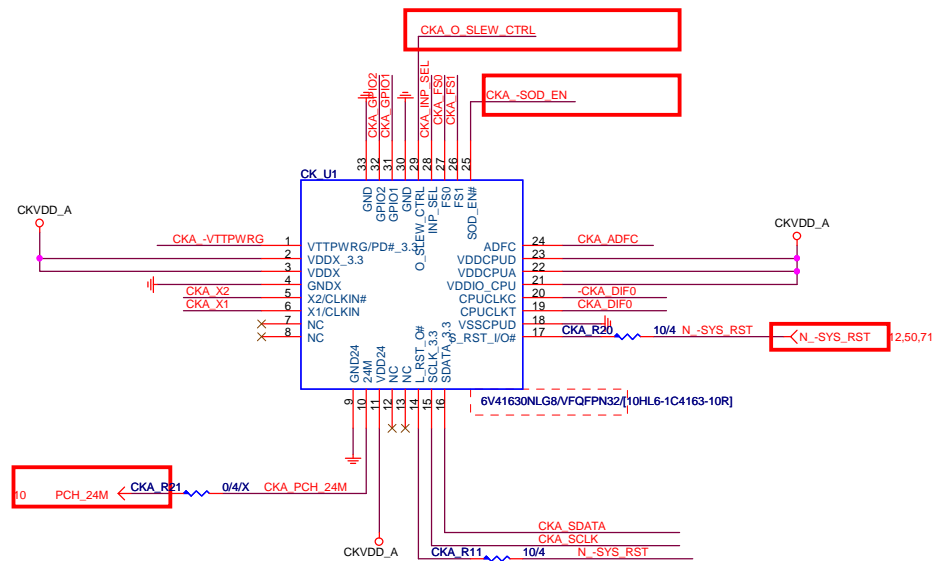 CKA_O_SLEW_CTRL
CKA_GPIO2
CKA_GPIO1
CKA_INP_SEL
CKA_FS0
CKA_FS1
CKA_-SOD_EN
33
32
31
30
29
28
27
26
25
CK_U1
GND
GPIO2
GPIO1
GND
O_SLEW_CTRL
INP_SEL
FS0
FS1
SOD_EN#
CKVDD_A
CKVDD_A
CKA_-VTTPWRG 1 VTTPWRG/PD#_3.3
2 VDDX_3.3
3 VDDX
4 GNDX
CKA_X2 5 X2/CLKIN#
CKA_X1 6 X1/CLKIN
7 NC
8 NC
ADFC 24 CKA_ADFC
VDDCPUD 23
VDDCPUA 22
VDDIO_CPU 21
CPUCLKC 20 -CKA_DIF0
CPUCLKT 19 CKA_DIF0
VSSCPUD 18
S_RST_I/O# 17 CKA_R20 10/4 N_-SYS_RST N_-SYS_RST 12,50,71
GND24
24M
VDD24
NC
NC
L_RST_O#
SCLK_3.3
SDATA_3.3
9
10
11
12
13
14
15
16
6V41630NLG8/VFQFPN32/[10HL6-1C4163-10R]
10 PCH_24M CKA_R21 0/4/X CKA_PCH_24M
CKVDD_A
CKA_SDATA
CKA_SCLK
CKA_R11 10/4 N_-SYS_RST